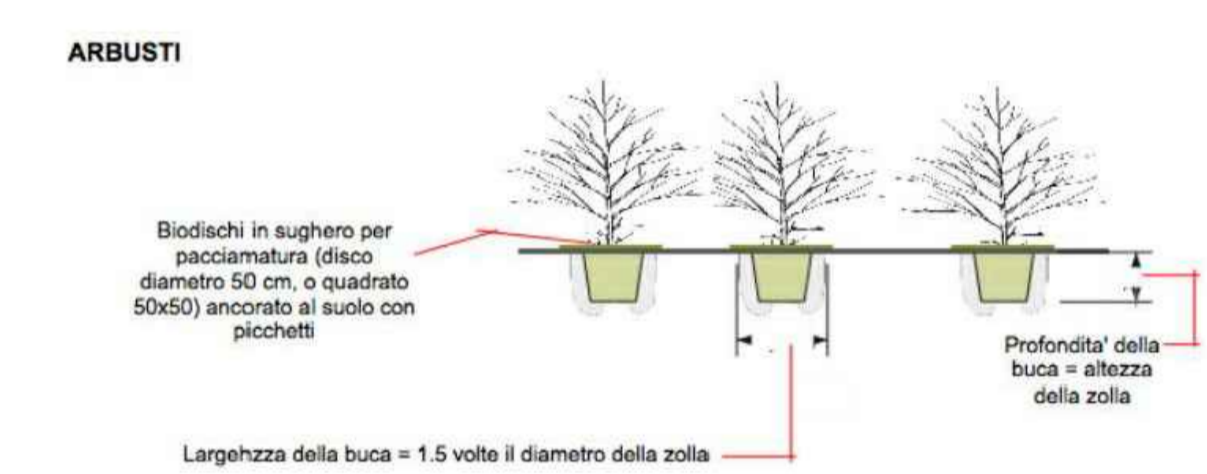 ARBUSTI
Biodischi in sughero per
pacciamatura (disco
diametro 50 cm, o quadrato
50x50) ancorato al suolo con
picchetti
Profondita' della
buca = altezza
della zolla
Largehzza della buca = 1.5 volte il diametro della zolla